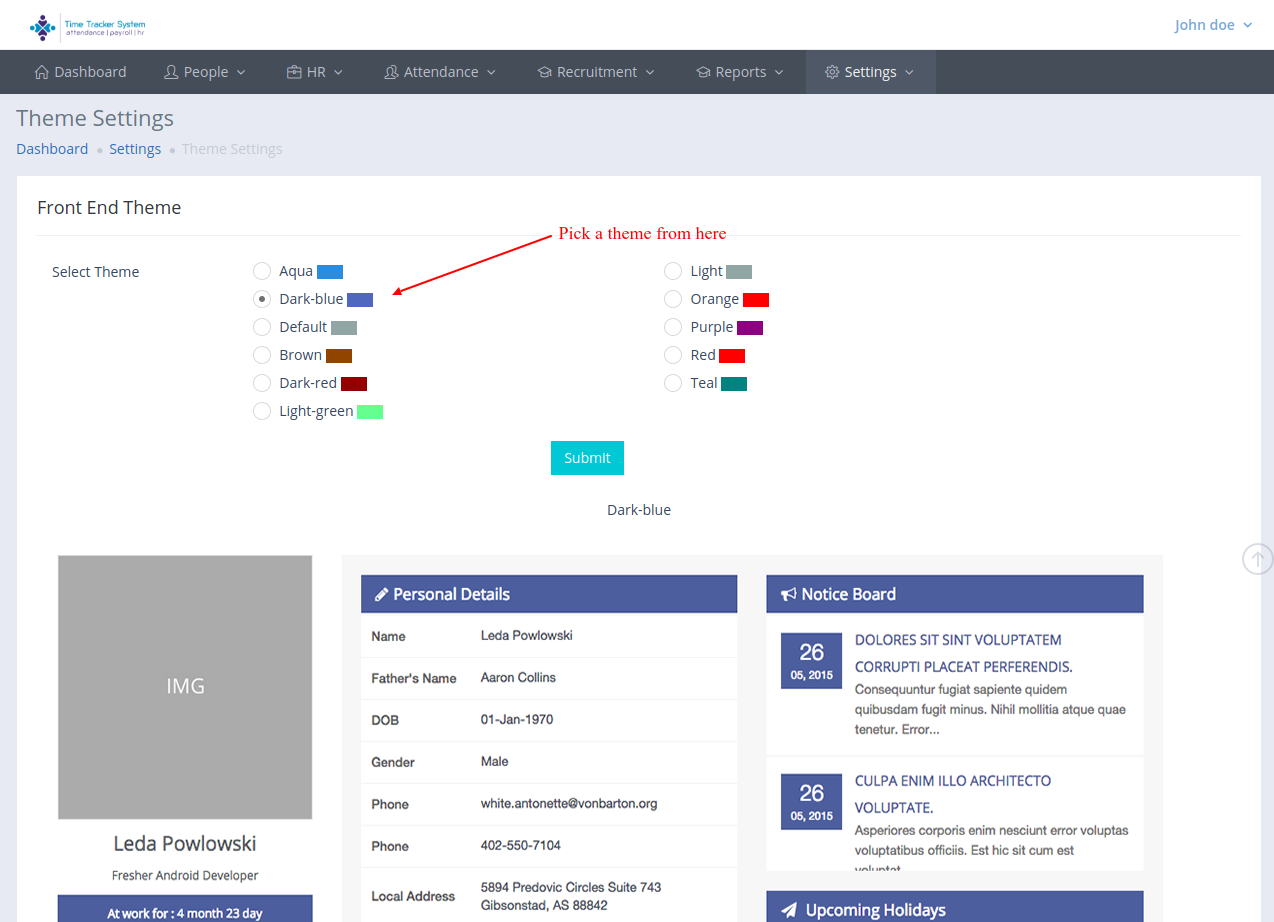 Time Tracker System
attendance | payroll | hr
John doe
Dashboard People HR Attendance Recruitment Reports Settings
Theme Settings
Dashboard Settings Theme Settings
Front End Theme
Pick a theme from here
Select Theme
Aqua
Dark-blue
Default
Brown
Dark-red
Light-green
Light
Orange
Purple
Red
Teal
Submit
Dark-blue
IMG
Leda Powlowski
Fresher Android Developer
At work for : 4 month 23 day
Personal Details
Name Leda Powlowski
Father's Name Aaron Collins
DOB 01-Jan-1970
Gender Male
Phone white.antonette@vonbarton.org
Phone 402-550-7104
Local Address 5894 Predovic Circles Suite 743
Gibsonstad, AS 88842
Notice Board
26
05, 2015
DOLORES SIT SINT VOLUPTATEM
CORRUPTI PLACEAT PERFERENDIS.
Consequuntur fugiat sapiente quidem
quibusdam fugit minus. Nihil mollitia atque quae
tenetur. Error...
26
05, 2015
CULPA ENIM ILLO ARCHITECTO
VOLUPTATE.
Asperiores corporis enim nesciunt error voluptas
voluptatibus officiis. Est hic sit cum est
voluptat
Upcoming Holidays